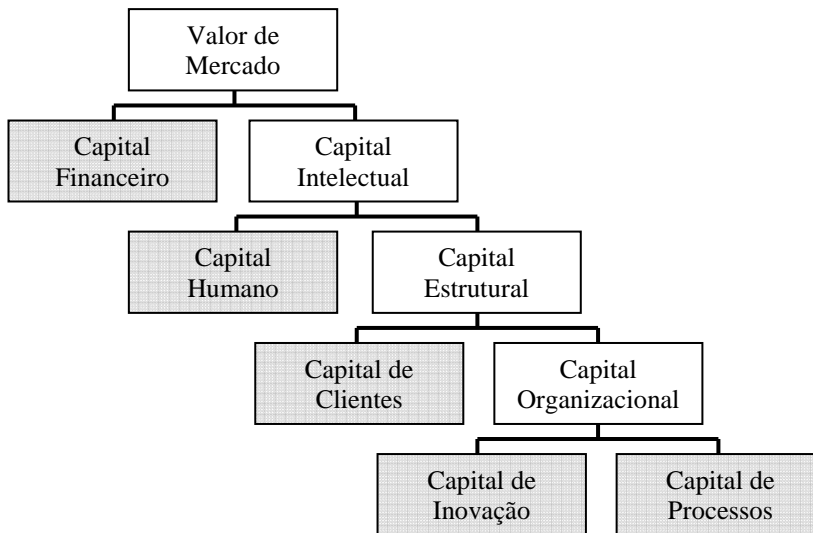 Valor de
Mercado
Capital
Financeiro
Capital
Intelectual
Capital
Humano
Capital
Estrutural
Capital de
Clientes
Capital
Organizacional
Capital de
Inovação
Capital de
Processos